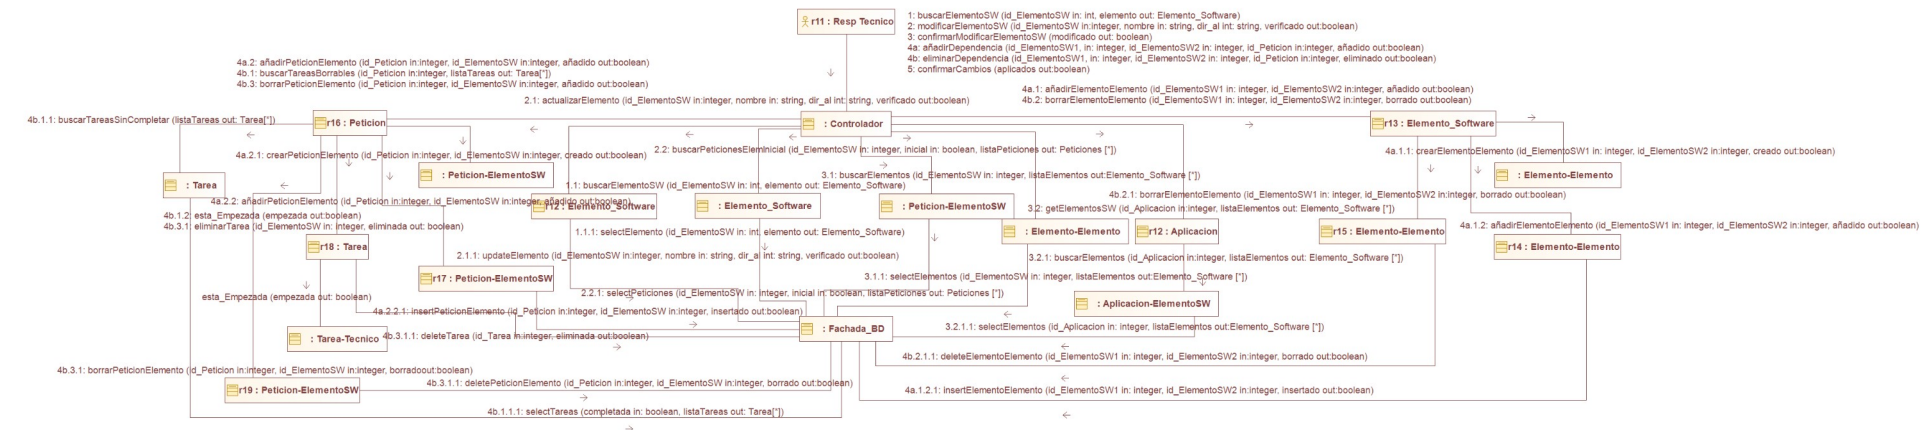 r11 : Resp Tecnico
1: buscarElementoSW (id_ElementoSW in: int, elemento out: Elemento_Software)
2: modificarElementoSW (id_ElementoSW in:integer, nombre in: string, dir_al int: string, verificado out:boolean)
3: confirmarModificarElementoSW (modificado out: boolean)
4a: añadirDependencia (id_ElementoSW1, in: integer, id_ElementoSW2 in: integer, id_Peticion in:integer, añadido out:boolean)
4b: eliminarDependencia (id_ElementoSW1, in: integer, id_ElementoSW2 in: integer, id_Peticion in:integer, eliminado out:boolean)
5: confirmarCambios (aplicados out:boolean)
4a.2: añadirPeticionElemento (id_Peticion in:integer, id_ElementoSW in:integer, añadido out:boolean)
4b.1: buscarTareasBorrables (id_Peticion in:integer, listaTareas out: Tarea[*])
4b.3: borrarPeticionElemento (id_Peticion in:integer, id_ElementoSW in:integer, añadido out:boolean)
2.1: actualizarElemento (id_ElementoSW in:integer, nombre in: string, dir_al int: string, verificado out:boolean)
4a.1: añadirElementoElemento (id_ElementoSW1 in: integer, id_ElementoSW2 in:integer, añadido out:boolean)
4b.2: borrarElementoElemento (id_ElementoSW1 in: integer, id_ElementoSW2 in:integer, borrado out:boolean)
4b.1.1: buscarTareasSinCompletar (listaTareas out: Tarea[*])
r16 : Peticion
: Controlador
r13 : Elemento_Software
2.2: buscarPeticionesElemInicial (id_ElementoSW in: integer, inicial in: boolean, listaPeticiones out: Peticiones [*])
4a.2.1: crearPeticionElemento (id_Peticion in:integer, id_ElementoSW in:integer, creado out:boolean)
4a.1.1: crearElementoElemento (id_ElementoSW1 in: integer, id_ElementoSW2 in:integer, creado out:boolean)
: Peticion-ElementoSW
3.1: buscarElementos (id_ElementoSW in: integer, listaElementos out:Elemento_Software [*])
: Elemento-Elemento
: Tarea
1.1: buscarElementoSW (id_ElementoSW in: int, elemento out: Elemento-Software)
4b.2.1: borrarElementoElemento (id_ElementoSW1 in: integer, id_ElementoSW2 in:integer, borrado out:boolean)
4a.2.2: añadirPeticionElemento (id_Peticion in:integer, id_ElementoSW in:integer, añadido out:boolean)
r12 : Elemento_Software
: Elemento_Software
: Peticion-ElementoSW
3.2: getElementosSW (id_Aplicacion in:integer, listaElementos out: Elemento_Software [*])
4b.1.2: esta_Empezada (empezada out:boolean)
4b.3.1: eliminarTarea (id_ElementoSW in: integer, eliminada out: boolean)
4a.1.2: añadirElementoElemento (id_ElementoSW1 in: integer, id_ElementoSW2 in:integer, añadido out:boolean)
1.1.1: selectElemento (id_ElementoSW in: int, elemento out: Elemento_Software)
: Elemento-Elemento
r12 : Aplicacion
r15 : Elemento-Elemento
r18 : Tarea
r14 : Elemento-Elemento
2.1.1: updateElemento (id_ElementoSW in:integer, nombre in: string, dir_al int: string, verificado out:boolean)
3.2.1: buscarElementos (id_Aplicacion in:integer, listaElementos out: Elemento_Software [*])
r17 : Peticion-ElementoSW
3.1.1: selectElementos (id_ElementoSW in: integer, listaElementos out:Elemento_Software [*])
esta_Empezada (empezada out: boolean)
2.2.1: selectPeticiones (id_ElementoSW in: integer, inicial in: boolean, listaPeticiones out: Peticiones [*])
: Aplicacion-ElementoSW
4a.2.2.1: insertPeticionElemento (id_Peticion in: integer, id_ElementoSW in:integer, insertado out:boolean)
: Fachada_BD
3.2.1.1: selectElementos (id_Aplicacion in: integer, listaElementos out:Elemento_Software [*])
: Tarea-Tecnico
4b.3.1.1: deleteTarea (id_Tarea in:integer, eliminada out:boolean)
4b.2.1.1: deleteElementoElemento (id_ElementoSW1 in: integer, id_ElementoSW2 in:integer, borrado out:boolean)
4b.3.1: borrarPeticionElemento (id_Peticion in: integer, id_ElementoSW in:integer, borradoout:boolean)
r19 : Peticion-ElementoSW
4b.3.1.1: deletePeticionElemento (id_Peticion in:integer, id_ElementoSW in:integer, borrado out:boolean)
4a.1.2.1: insertElementoElemento (id_ElementoSW1 in: integer, id_ElementoSW2 in:integer, insertado out:boolean)
4b.1.1.1: selectTareas (completada in: boolean, listaTareas out: Tarea[*])